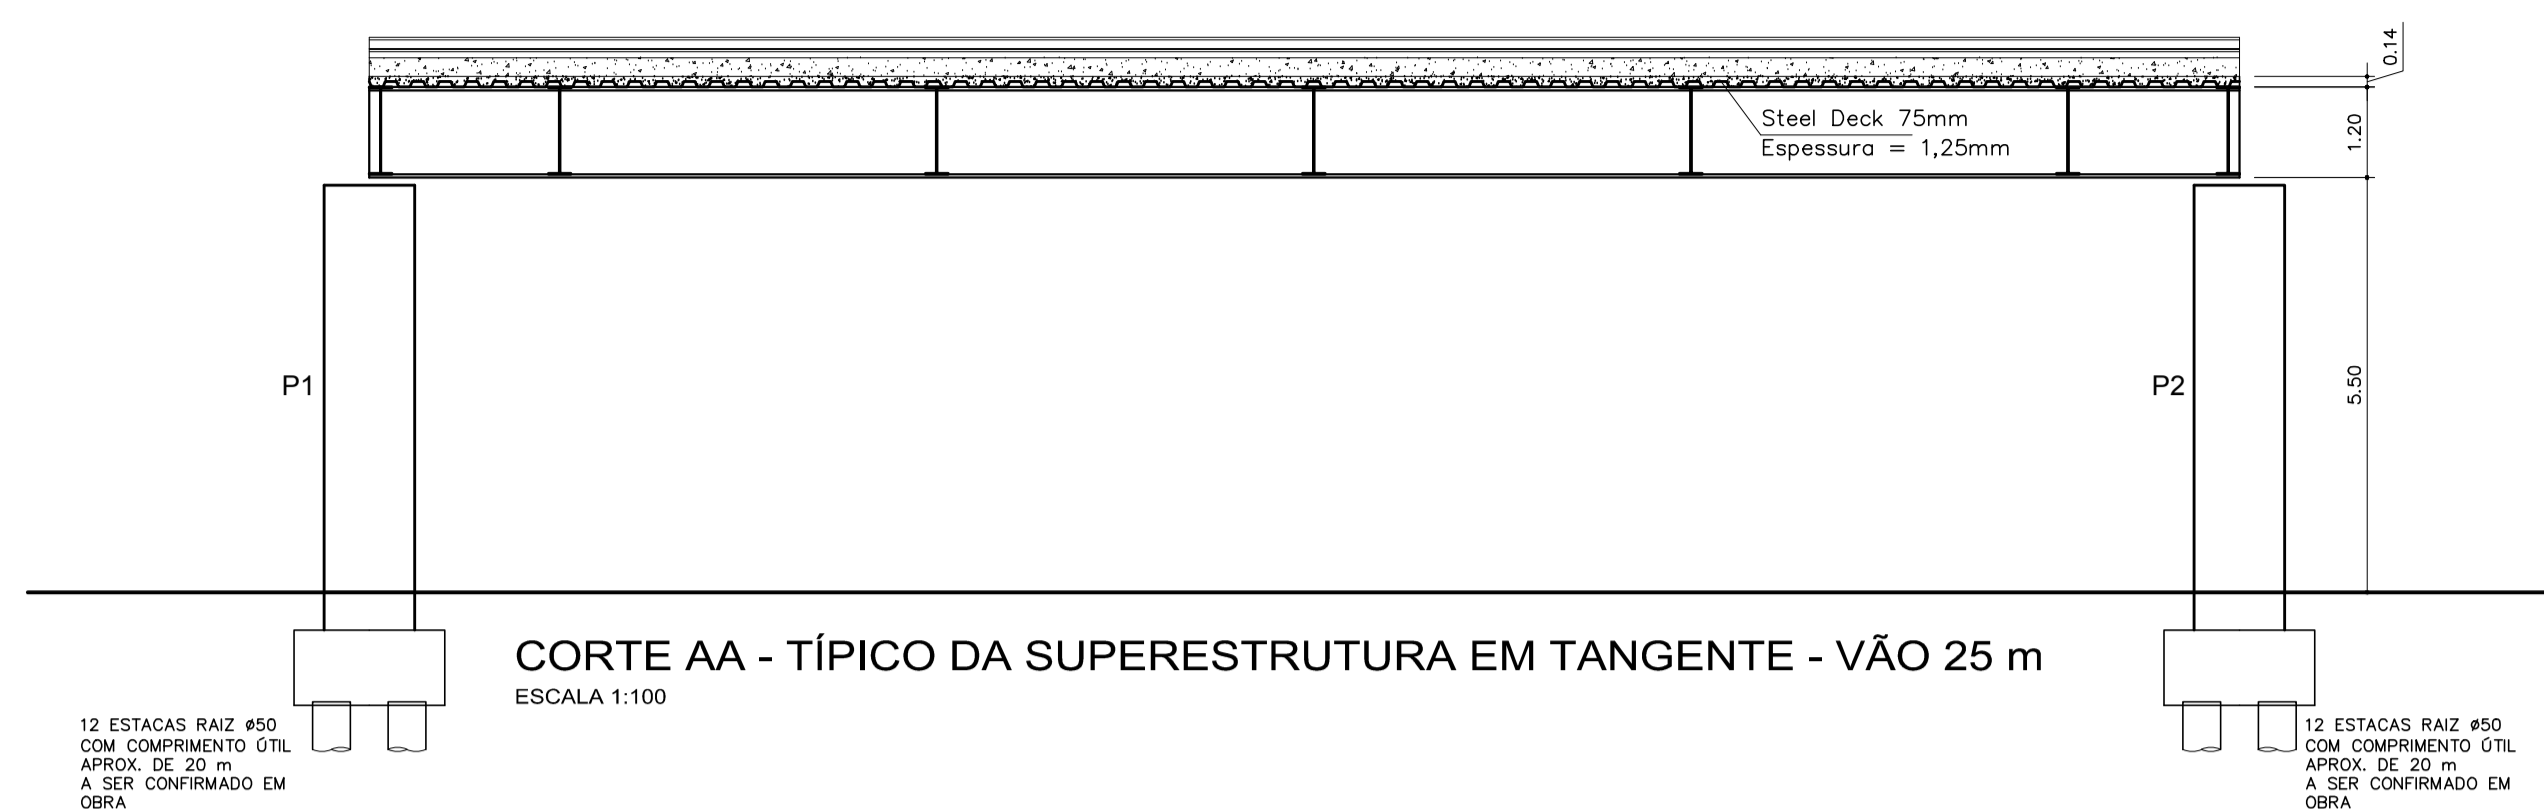 0.14
Steel Deck 75mm
Espessura = 1,25mm
1.20
P1
P2
5.50
CORTE AA - TÍPICO DA SUPERESTRUTURA EM TANGENTE - VÃO 25 m
ESCALA 1:100
12 ESTACAS RAIZ ø50
COM COMPRIMENTO ÚTIL
APROX. DE 20 m
A SER CONFIRMADO EM
OBRA
12 ESTACAS RAIZ ø50
COM COMPRIMENTO ÚTIL
APROX. DE 20 m
A SER CONFIRMADO EM
OBRA